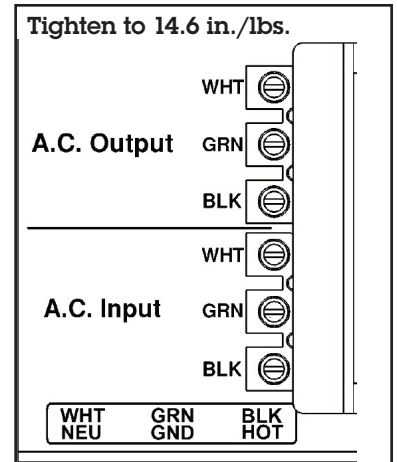 Tighten to 14.6 in./lbs.
WHT
A.C. Output GRN
BLK
WHT
A.C. Input GRN
BLK
WHT GRN BLK
NEU GND HOT